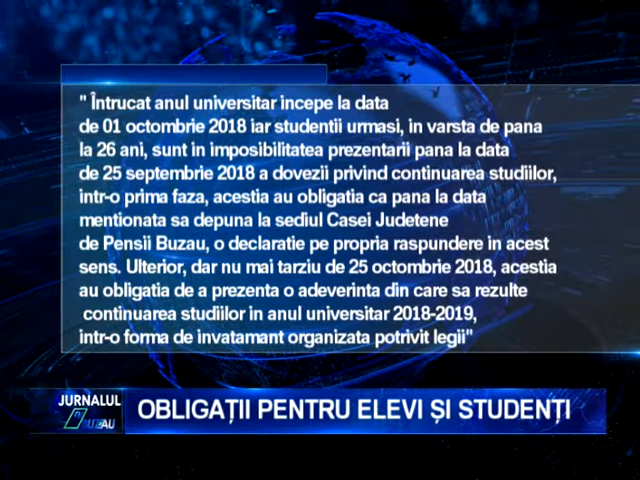 " Întrucat anul universitar incepe la data
de 01 octombrie 2018 iar studentii urmasi, in varsta de pana
la 26 ani, sunt in imposibilitatea prezentarii pana la data
de 25 septembrie 2018 a dovezii privind continuarea studiilor,
intr-o prima faza, acestia au obligatia ca pana la data
mentionata sa depuna la sediul Casei Judetene
de Pensii Buzau, o declaratie pe propria raspundere in acest
sens. Ulterior, dar nu mai tarziu de 25 octombrie 2018, acestia
au obligatia de a prezenta o adeverinta din care sa rezulte
continuarea studiilor in anul universitar 2018-2019,
intr-o forma de invatamant organizata potrivit legii"
JURNALUL
BUZAU
OBLIGAȚII PENTRU ELEVI ȘI STUDENȚI